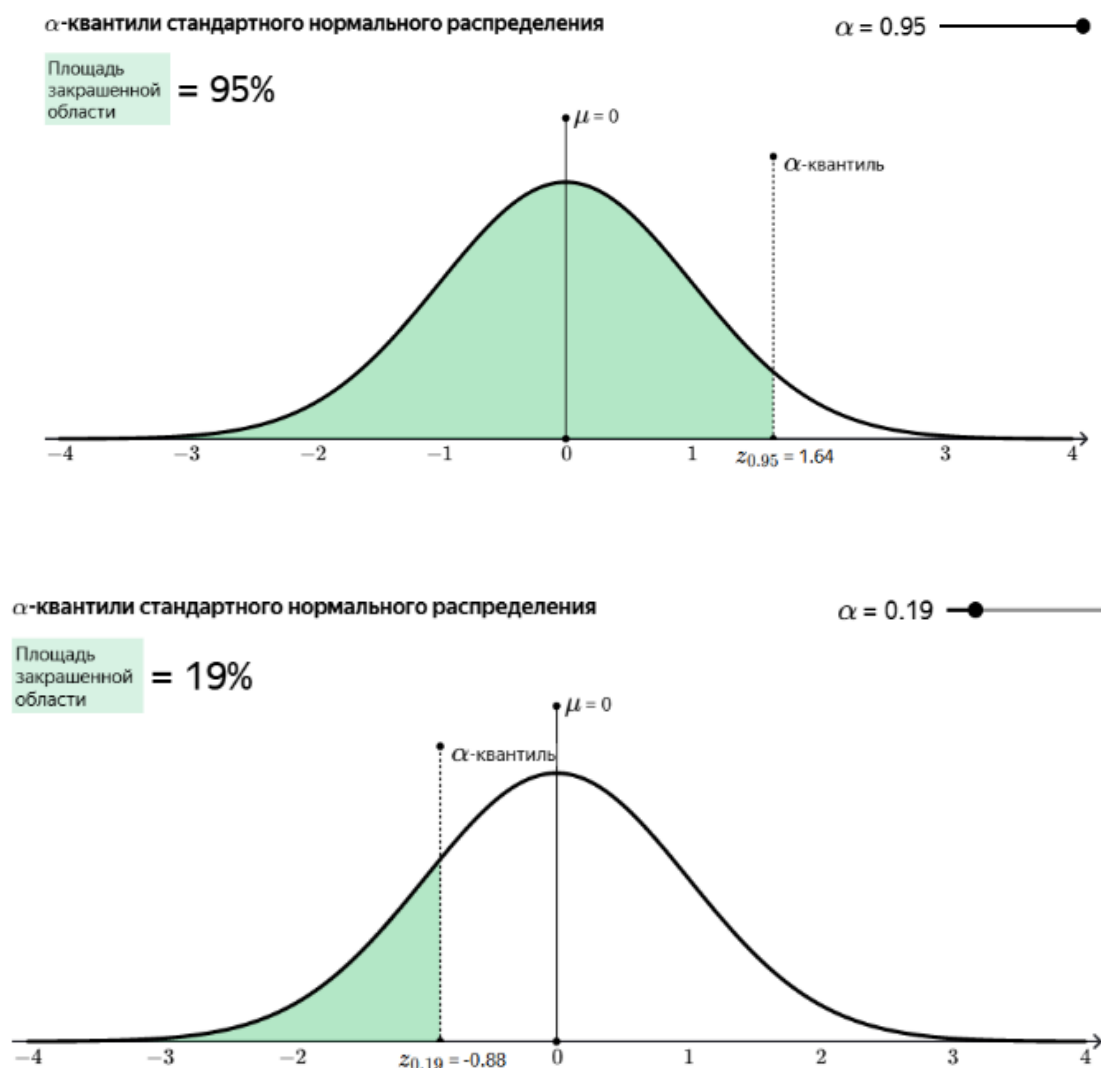 α-квантили стандартного нормального распределения
α = 0.95
Площадь
закрашенной
области
= 95%
μ = 0
α-квантиль
−4 −3 −2 −1 0 1 z₀.₉₅ = 1.64 3 4
α-квантили стандартного нормального распределения
α = 0.19
Площадь
закрашенной
области
= 19%
μ = 0
α-квантиль
−4 −3 −2 z₀.₁₉ = -0.88 0 1 2 3 4